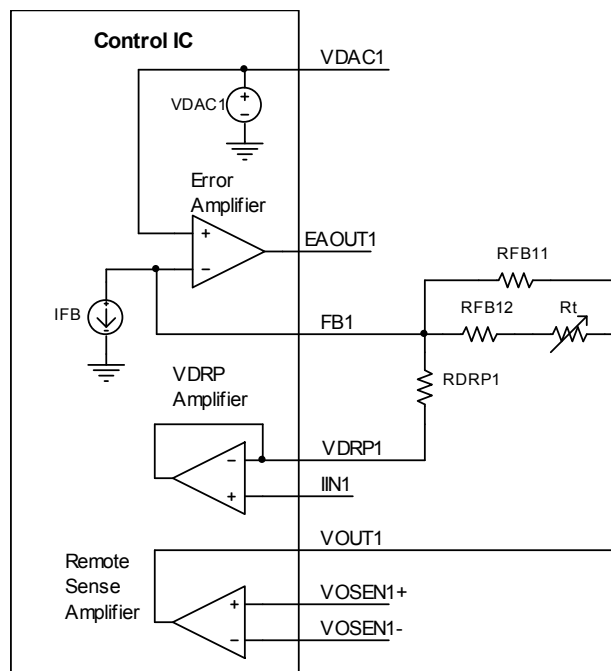 Control IC
VDAC1
VDAC1
+
−
Error
Amplifier
+
−
EAOUT1
RFB11
IFB
+
−
FB1
RFB12
Rt
RDRP1
VDRP
Amplifier
−
+
VDRP1
IIN1
VOUT1
Remote
Sense
Amplifier
+
−
VOSEN1+
VOSEN1-